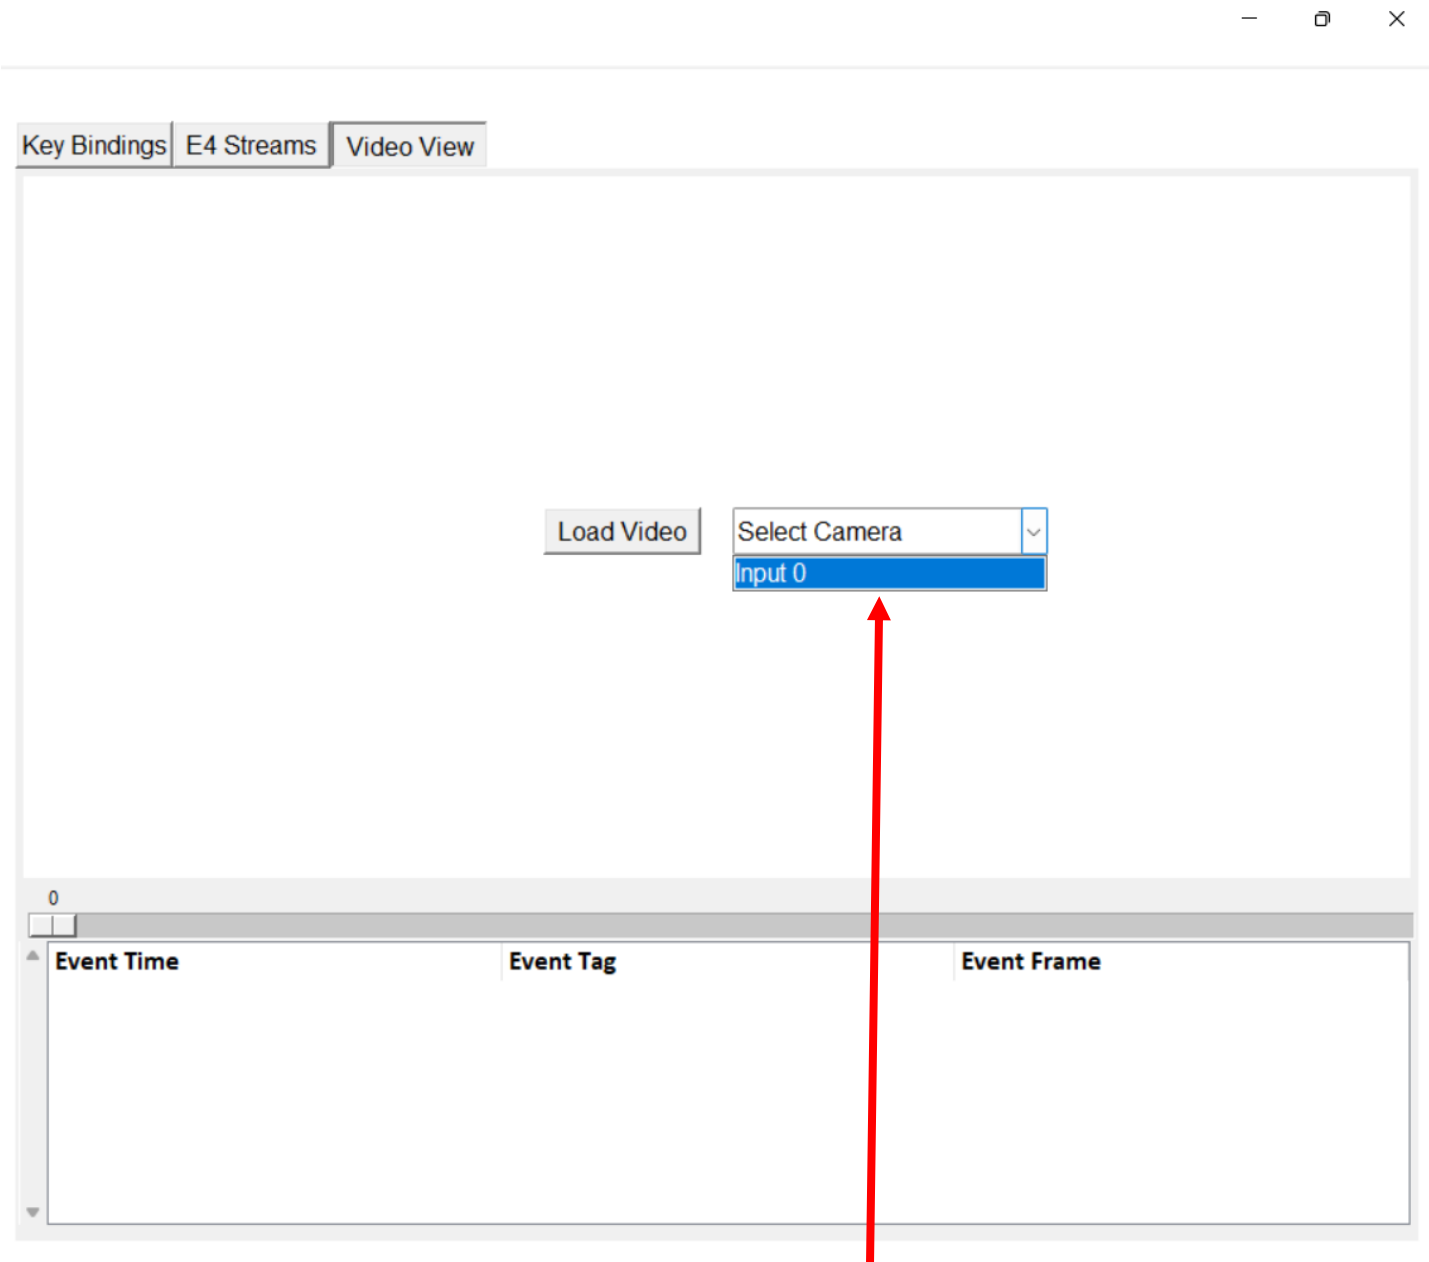 Key Bindings E4 Streams Video View
Load Video Select Camera
Input 0
0
Event Time Event Tag Event Frame